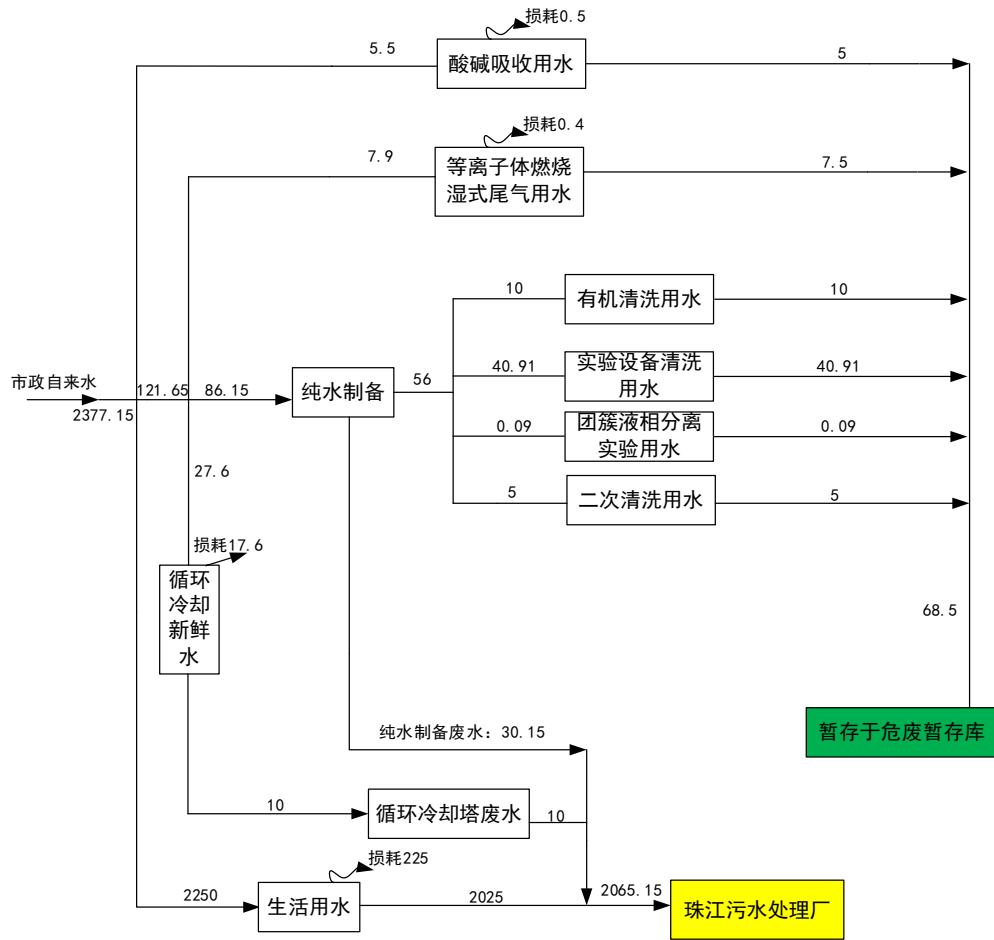 损耗0.5
5.5
酸碱吸收用水
5
损耗0.4
7.9
等离子体燃烧
湿式尾气用水
7.5
10
有机清洗用水
10
市政自来水
2377.15
121.65
86.15
纯水制备
56
40.91
实验设备清洗
用水
40.91
0.09
团簇液相分离
实验用水
0.09
27.6
5
二次清洗用水
5
损耗17.6
循环
冷却
新鲜
水
68.5
暂存于危废暂存库
纯水制备废水：30.15
10
循环冷却塔废水
10
损耗225
2250
生活用水
2025
2065.15
珠江污水处理厂